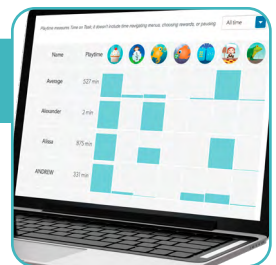 Playtime measures Time on Task; it doesn't include time navigating menus, choosing rewards, or pausing
All time
Name Playtime
Average 527 min
Alexander 2 min
Alissa 875 min
ANDREW 331 min